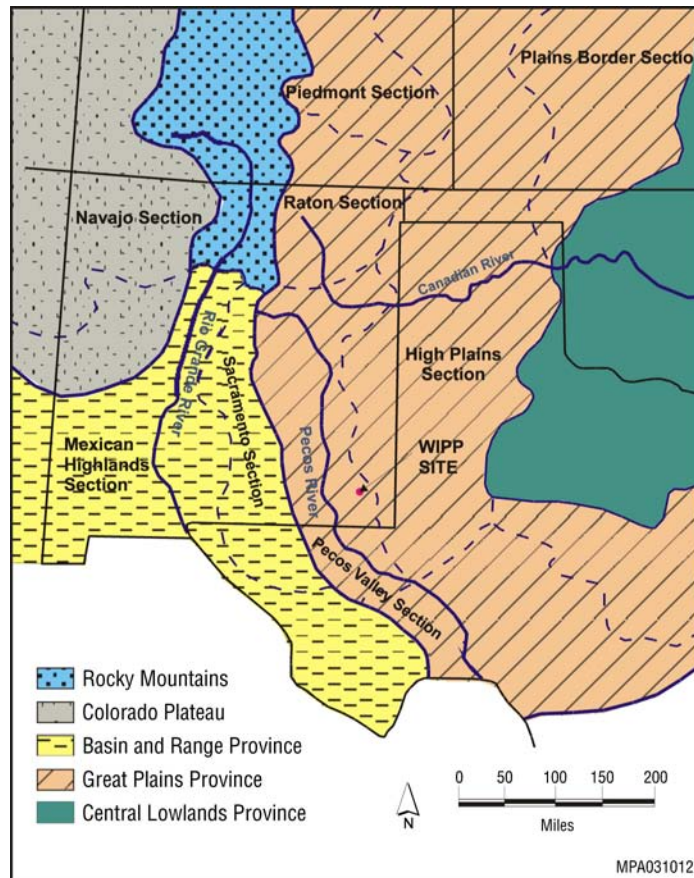 Plains Border Sectio
Piedmont Section
Navajo Section
Raton Section
Canadian River
Rio Grande River
Sacramento Section
High Plains
Section
Mexican
Highlands
Section
Pecos River
WIPP
SITE
Pecos Valley Section
Rocky Mountains
Colorado Plateau
Basin and Range Province
Great Plains Province
Central Lowlands Province
N
0 50 100 150 200
Miles
MPA031012